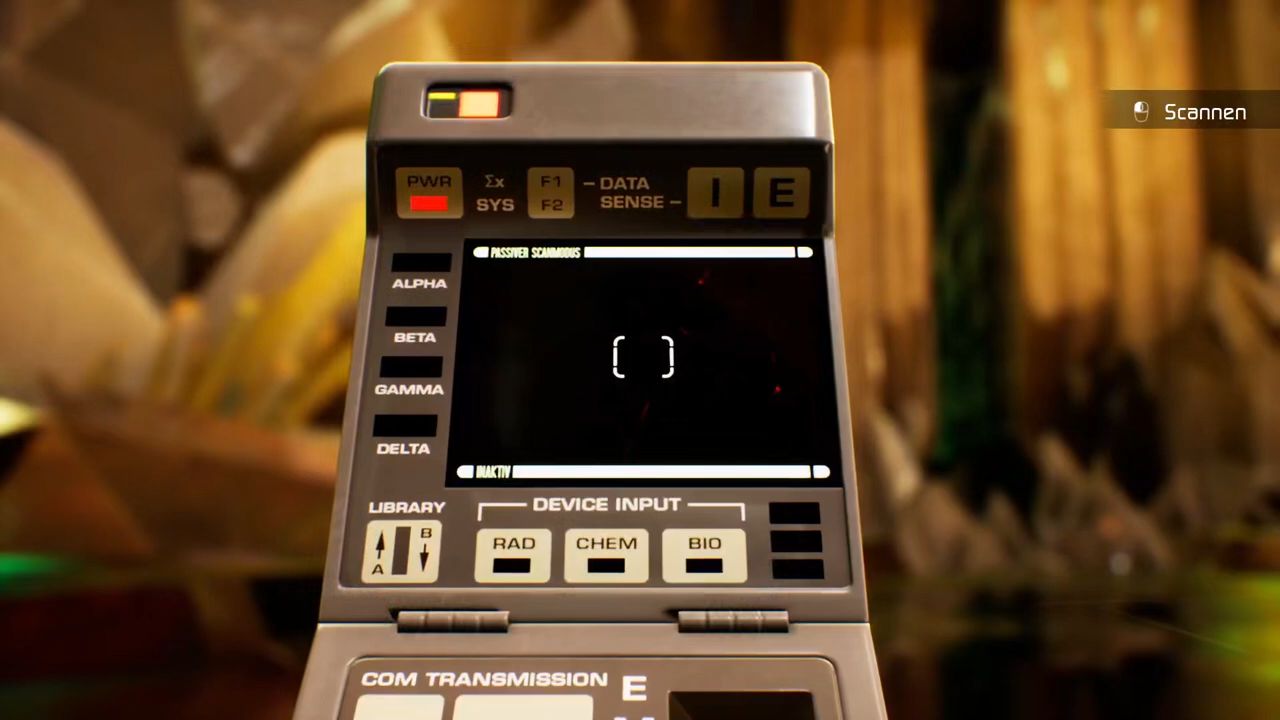 Scannen
PWR
Σx
SYS
F1
F2
DATA
SENSE
I
E
PASSIVER SCANMODUS
ALPHA
BETA
GAMMA
DELTA
INAKTIV
LIBRARY
A
B
DEVICE INPUT
RAD
CHEM
BIO
COM TRANSMISSION
E